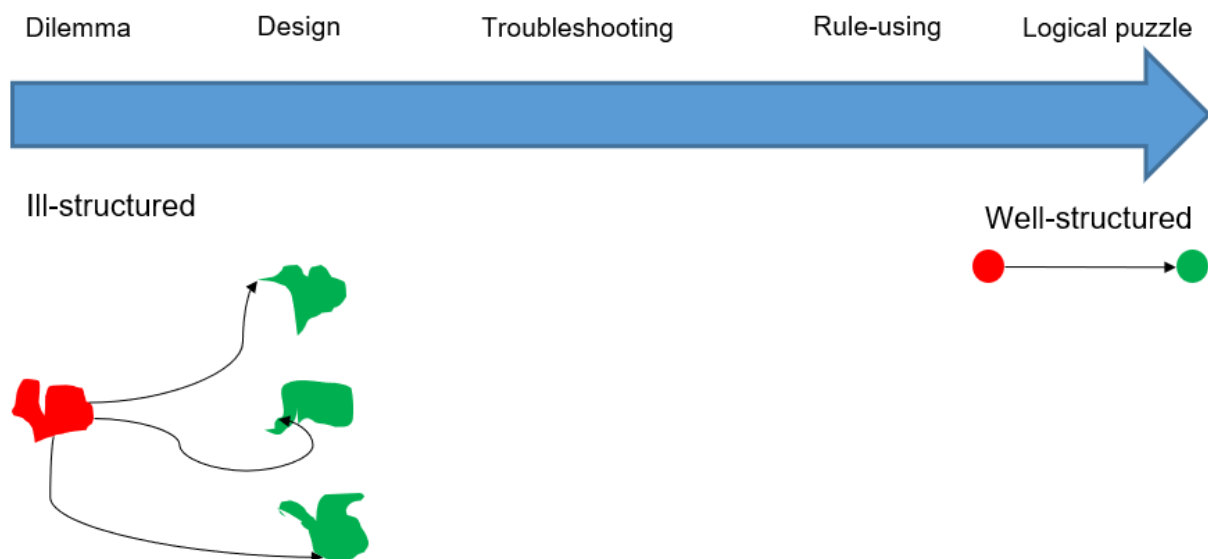 Dilemma Design Troubleshooting Rule-using Logical puzzle
Ill-structured
Well-structured